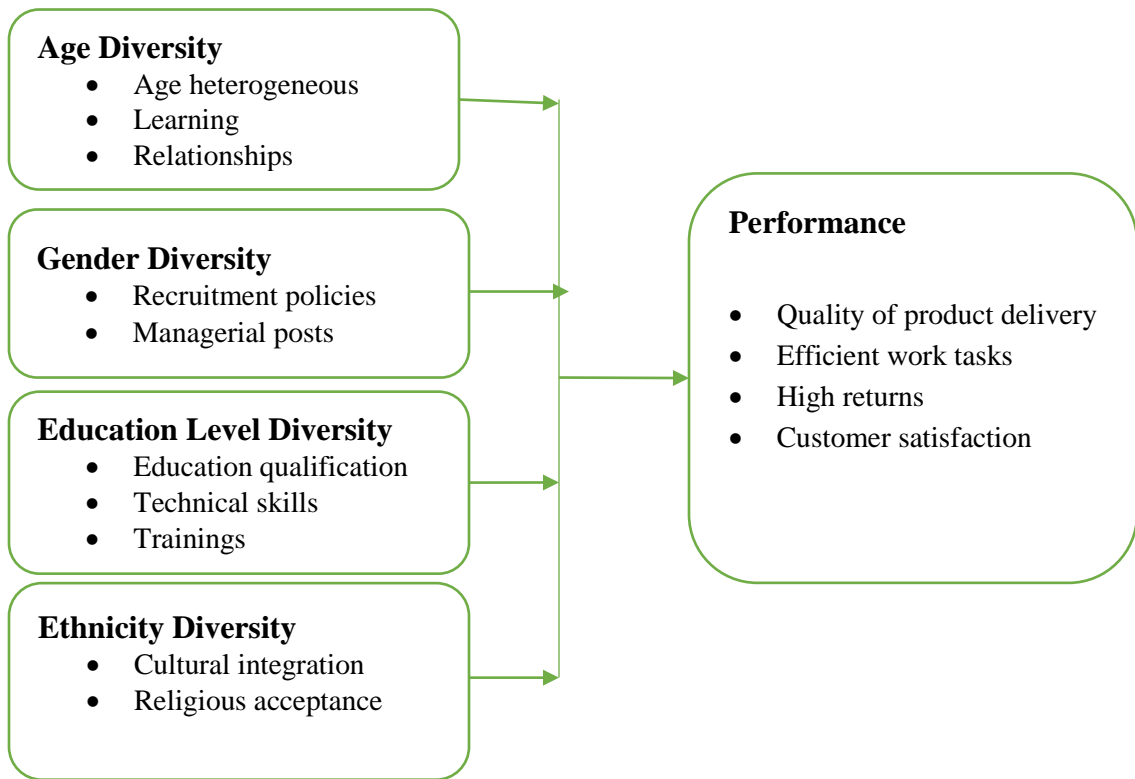 Age Diversity
• Age heterogeneous
• Learning
• Relationships
Gender Diversity
• Recruitment policies
• Managerial posts
Education Level Diversity
• Education qualification
• Technical skills
• Trainings
Ethnicity Diversity
• Cultural integration
• Religious acceptance
Performance
• Quality of product delivery
• Efficient work tasks
• High returns
• Customer satisfaction